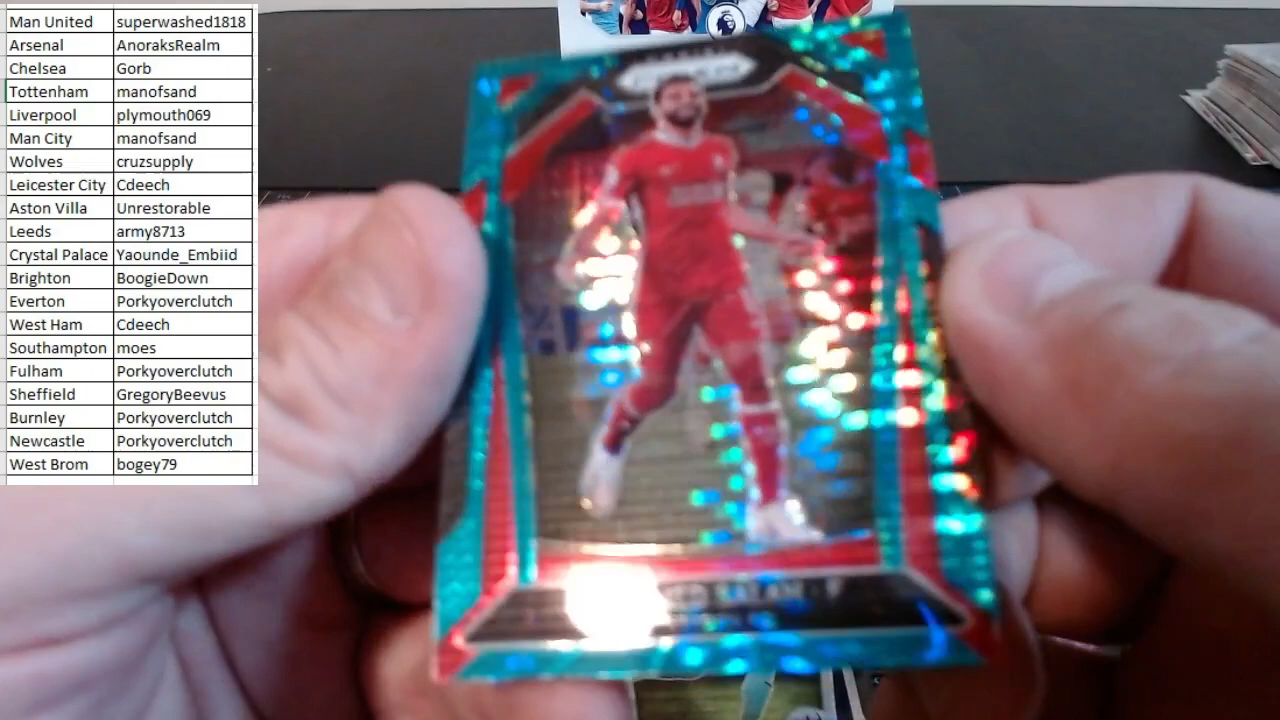 Man United superwashed1818
Arsenal AnoraksRealm
Chelsea Gorb
Tottenham manofsand
Liverpool plymouth069
Man City manofsand
Wolves cruzsupply
Leicester City Cdeech
Aston Villa Unrestorable
Leeds army8713
Crystal Palace Yaounde_Embiid
Brighton BoogieDown
Everton Porkyoverclutch
West Ham Cdeech
Southampton moes
Fulham Porkyoverclutch
Sheffield GregoryBeevus
Burnley Porkyoverclutch
Newcastle Porkyoverclutch
West Brom bogey79
SALAH - F